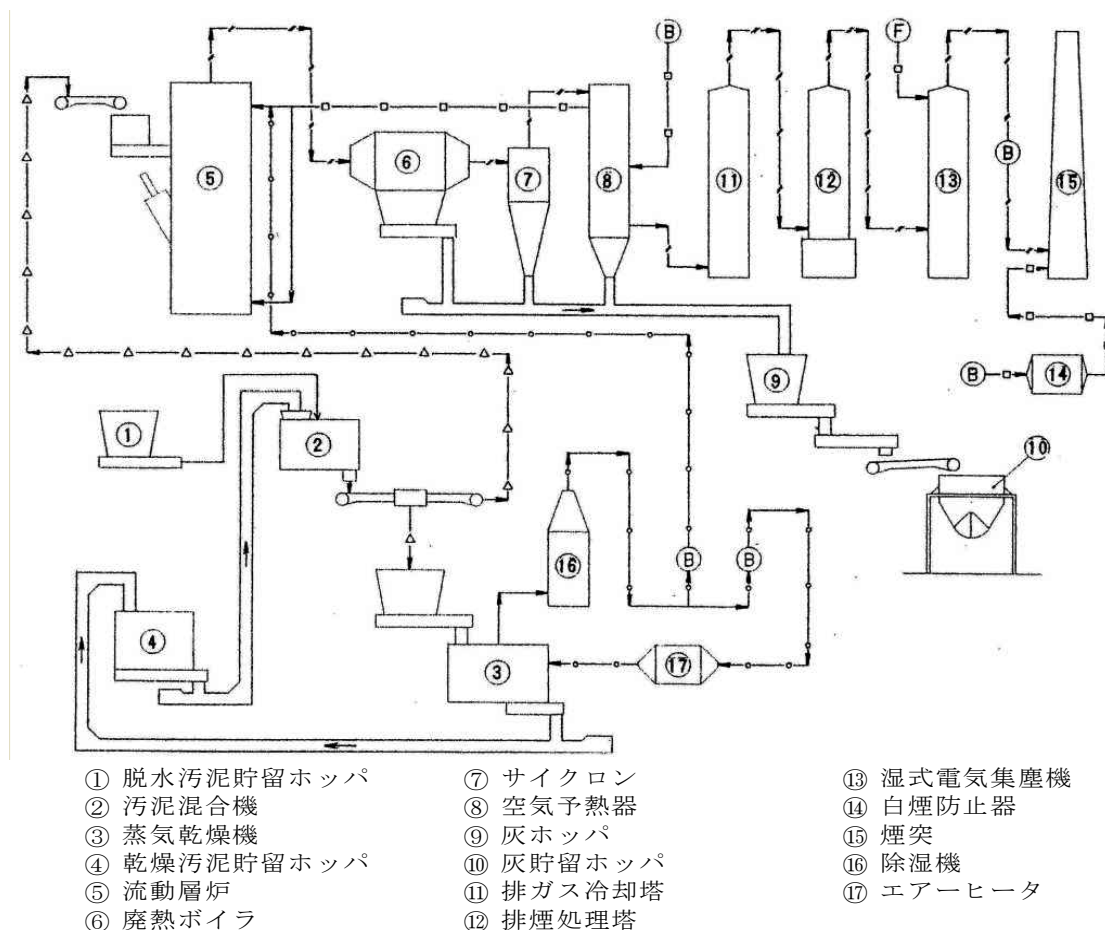 B
F
⑤
⑥
⑦
⑧
⑪
⑫
⑬
B
⑮
⑨
B
⑭
①
②
⑩
⑯
B
B
④
③
⑰
① 脱水汚泥貯留ホッパ
② 汚泥混合機
③ 蒸気乾燥機
④ 乾燥汚泥貯留ホッパ
⑤ 流動層炉
⑥ 廃熱ボイラ
⑦ サイクロン
⑧ 空気予熱器
⑨ 灰ホッパ
⑩ 灰貯留ホッパ
⑪ 排ガス冷却塔
⑫ 排煙処理塔
⑬ 湿式電気集塵機
⑭ 白煙防止器
⑮ 煙突
⑯ 除湿機
⑰ エアーヒータ